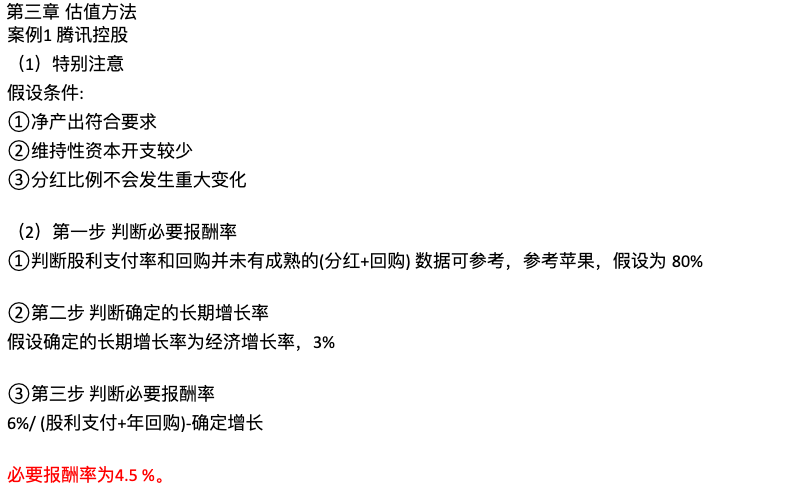 第三章 估值方法
案例1 腾讯控股
（1）特别注意
假设条件:
①净产出符合要求
②维持性资本开支较少
③分红比例不会发生重大变化
（2）第一步 判断必要报酬率
①判断股利支付率和回购并未有成熟的(分红+回购) 数据可参考，参考苹果，假设为 80%
②第二步 判断确定的长期增长率
假设确定的长期增长率为经济增长率，3%
③第三步 判断必要报酬率
6%/ (股利支付+年回购)-确定增长
必要报酬率为4.5 %。